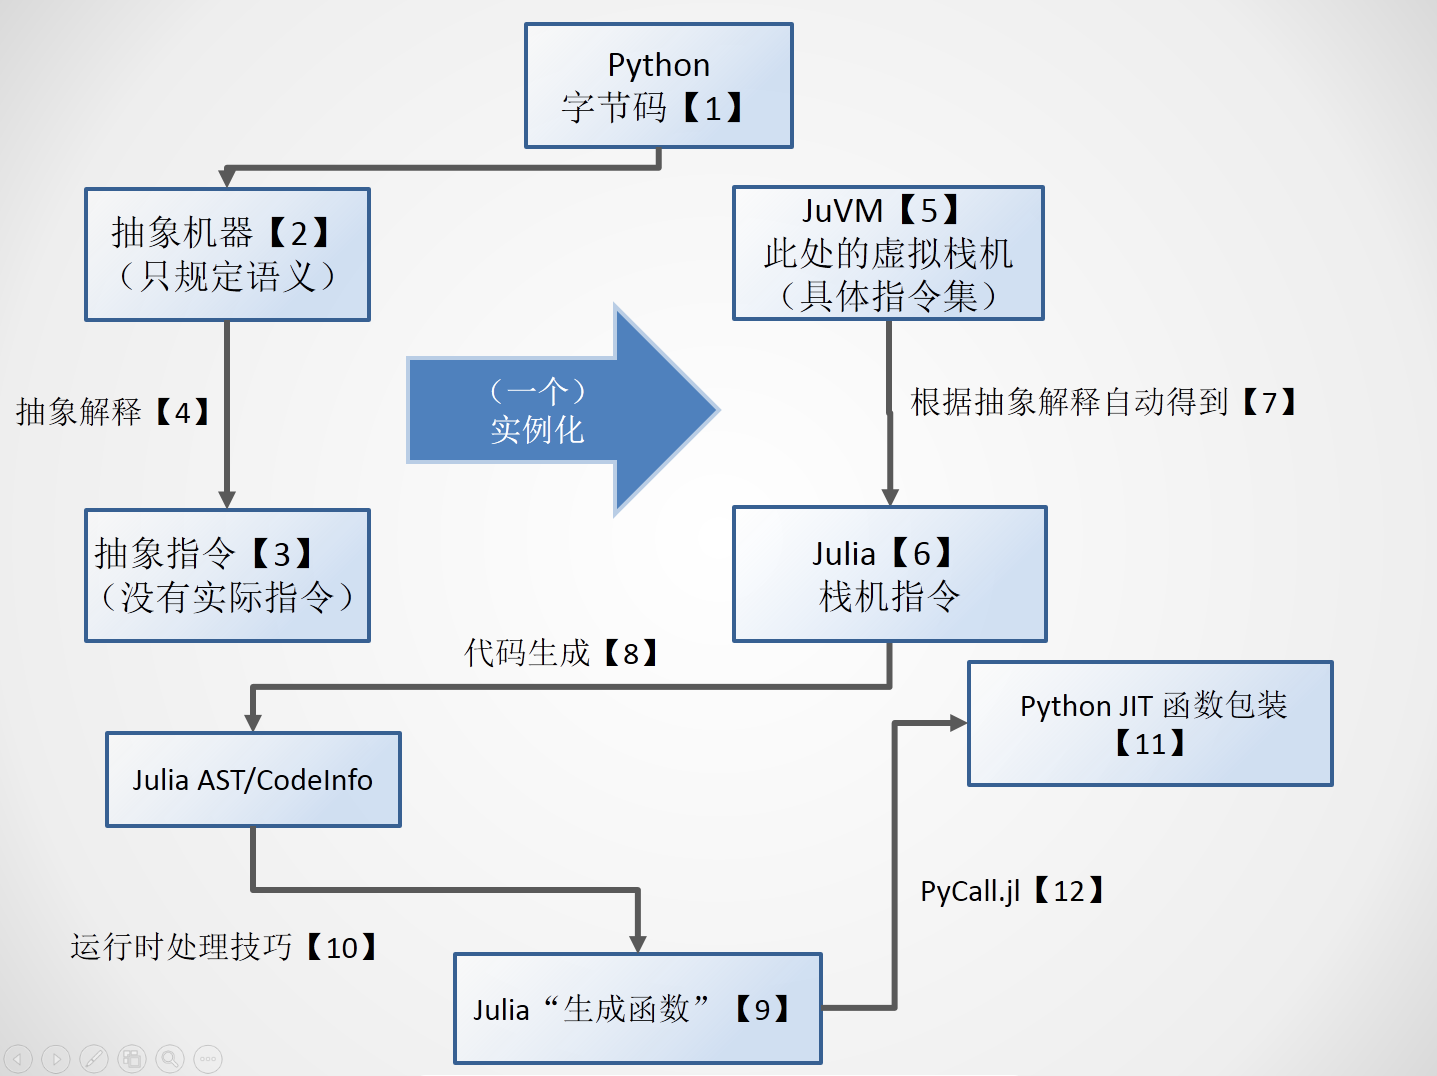 Python
字节码【1】
抽象机器【2】
（只规定语义）
JuVM【5】
此处的虚拟栈机
（具体指令集）
抽象解释【4】
（一个）
实例化
根据抽象解释自动得到【7】
抽象指令【3】
（没有实际指令）
Julia【6】
栈机指令
代码生成【8】
Python JIT 函数包装
【11】
Julia AST/CodeInfo
PyCall.jl【12】
运行时处理技巧【10】
Julia“生成函数”【9】